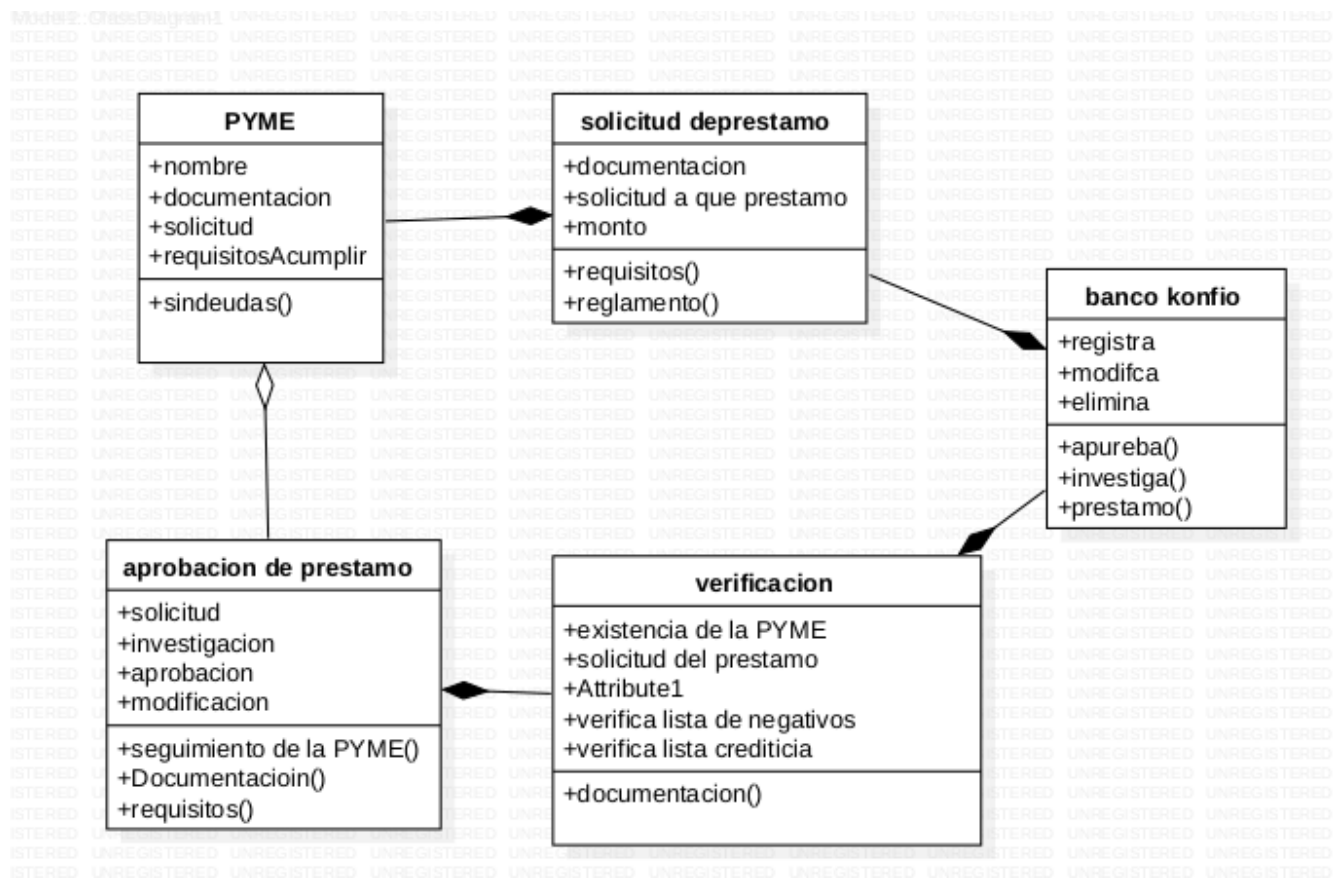 Model1::ClassDiagram1
PYME
+nombre
+documentacion
+solicitud
+requisitosAcumplir
+sindeudas()
solicitud deprestamo
+documentacion
+solicitud a que prestamo
+monto
+requisitos()
+reglamento()
banco konfio
+registra
+modifca
+elimina
+apureba()
+investiga()
+prestamo()
aprobacion de prestamo
+solicitud
+investigacion
+aprobacion
+modificacion
+seguimiento de la PYME()
+Documentacioin()
+requisitos()
verificacion
+existencia de la PYME
+solicitud del prestamo
+Attribute1
+verifica lista de negativos
+verifica lista crediticia
+documentacion()
UNREGISTERED